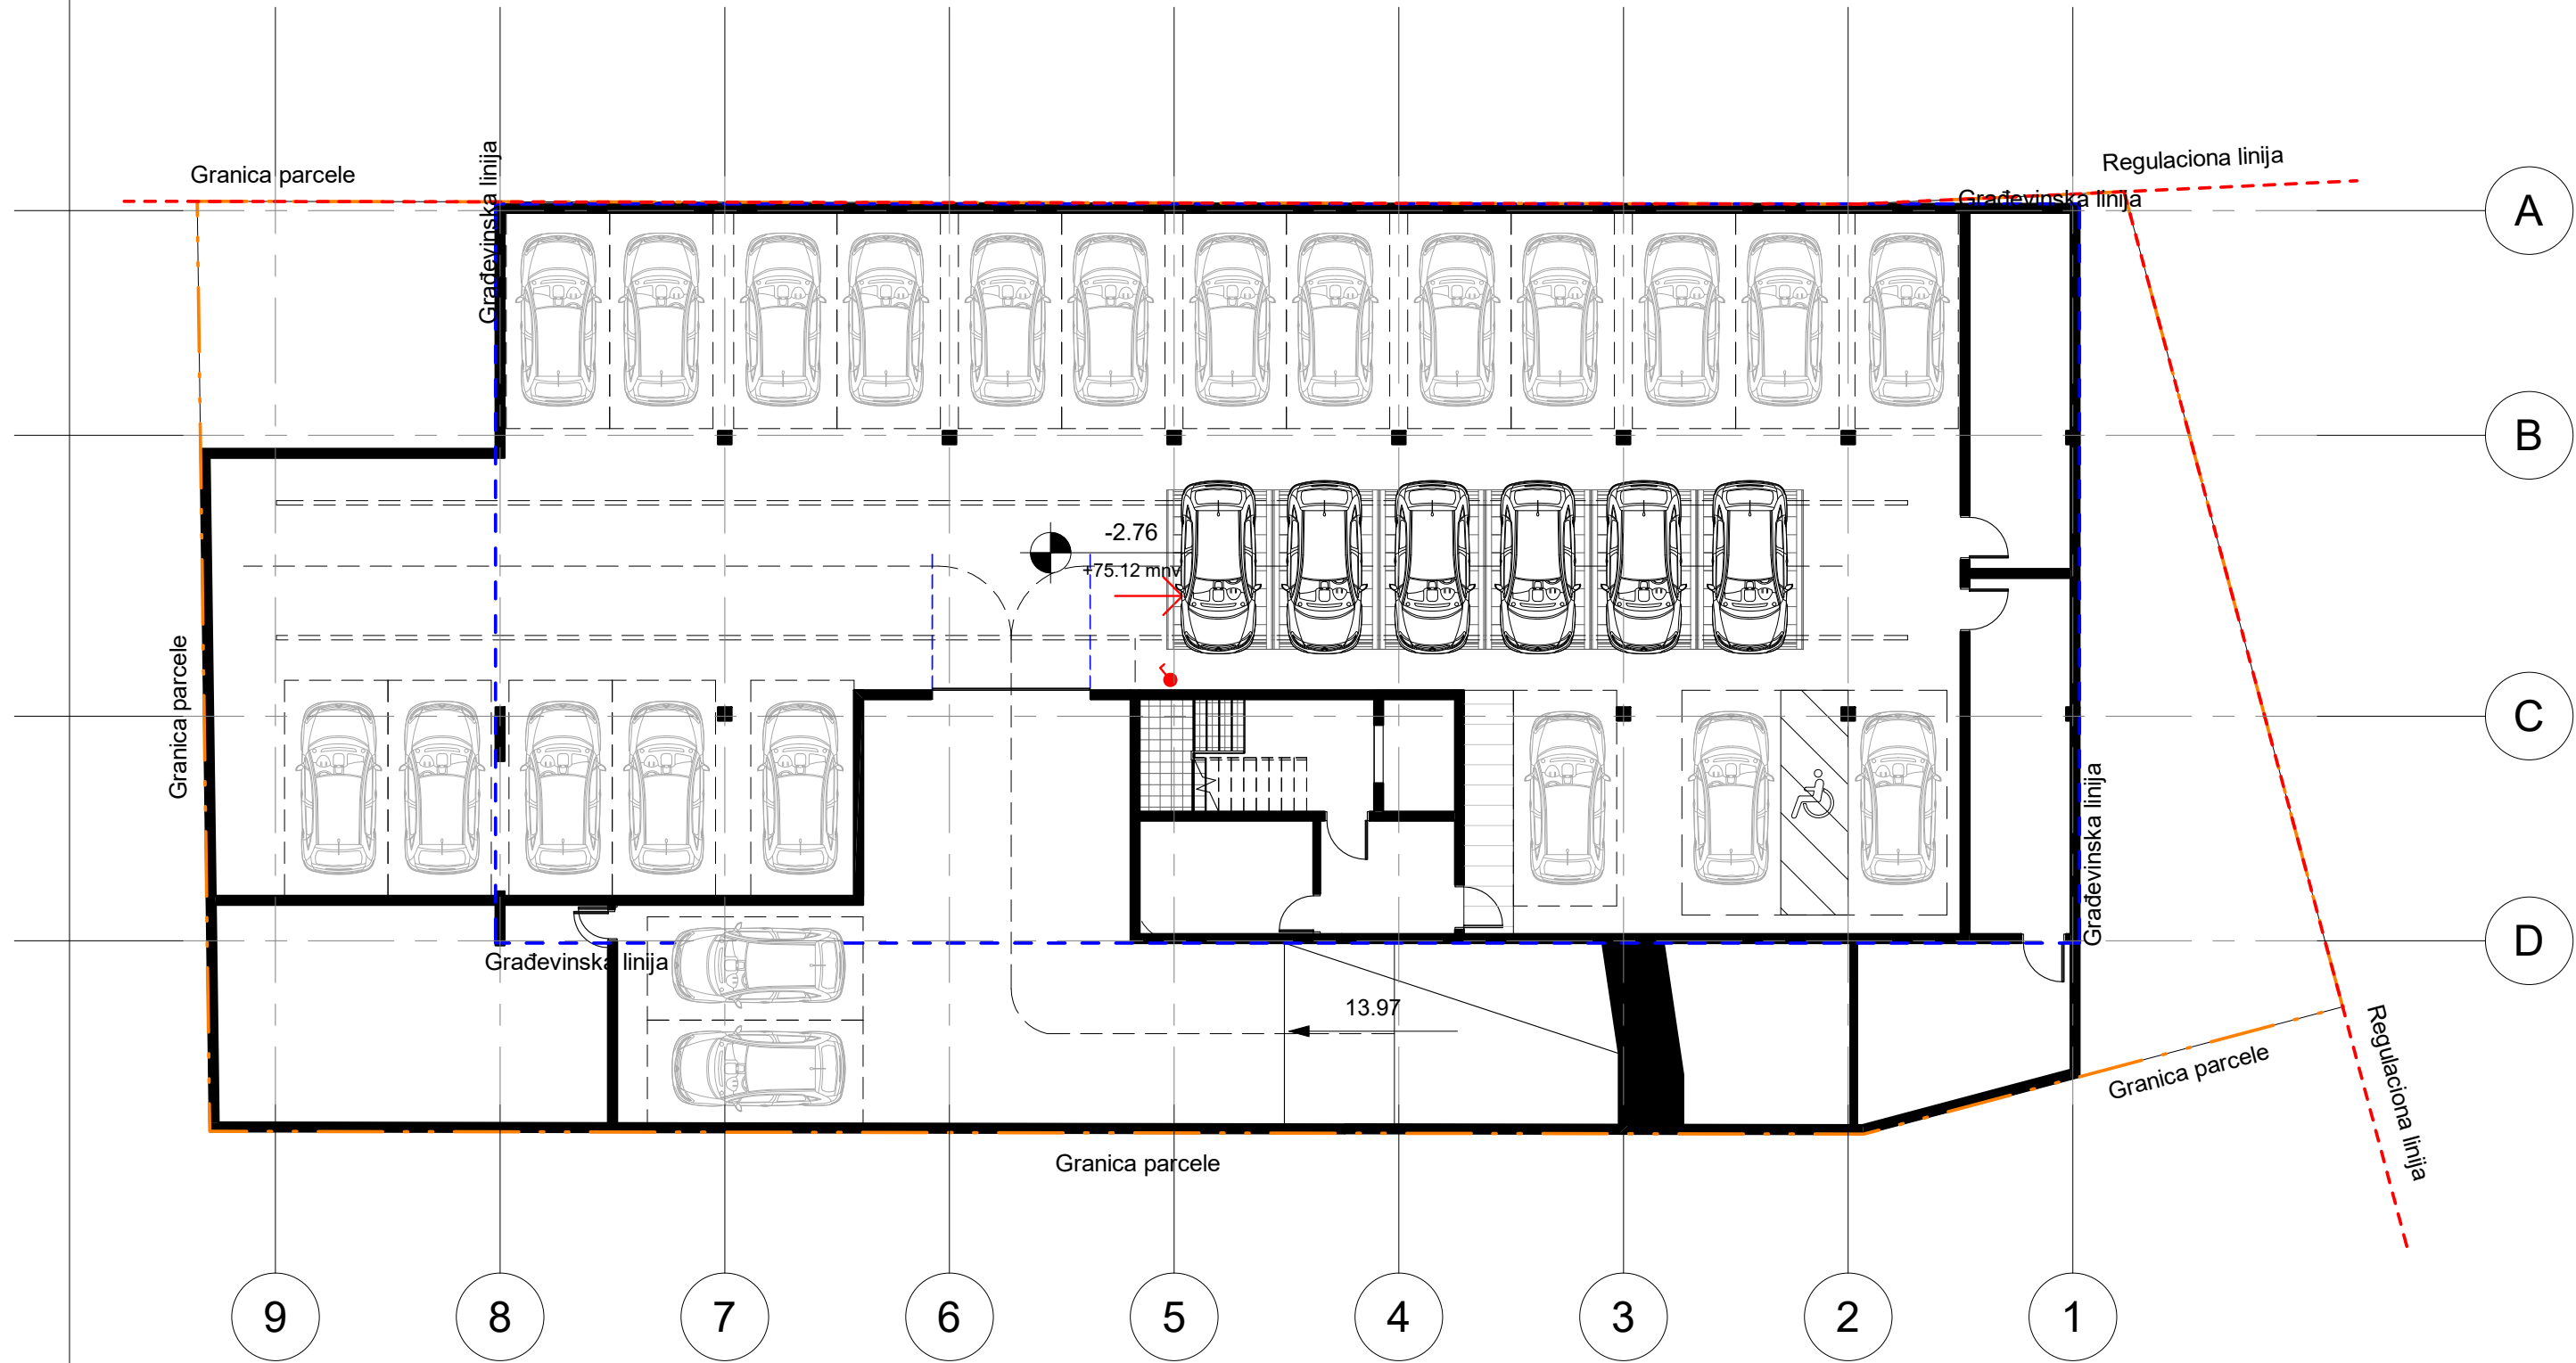 Regulaciona linija
Granica parcele
Građevinska linija
Građevinska linija
A
B
-2.76
+75.12 mnv
Granica parcele
C
Građevinska linija
D
Građevinska linija
13.97
Regulaciona linija
Granica parcele
Granica parcele
9
8
7
6
5
4
3
2
1